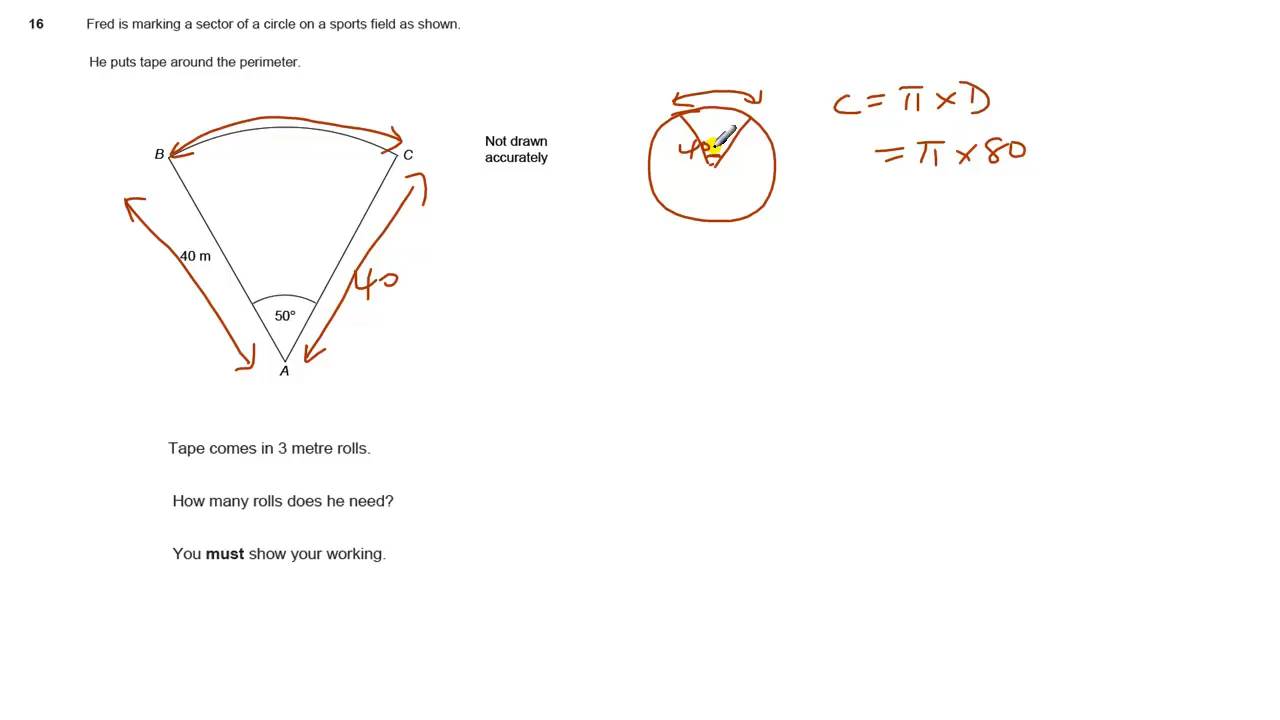 16 Fred is marking a sector of a circle on a sports field as shown.
He puts tape around the perimeter.
C = π × D
= π × 80
Not drawn
accurately
B
C
40
40 m
40
50°
A
Tape comes in 3 metre rolls.
How many rolls does he need?
You must show your working.